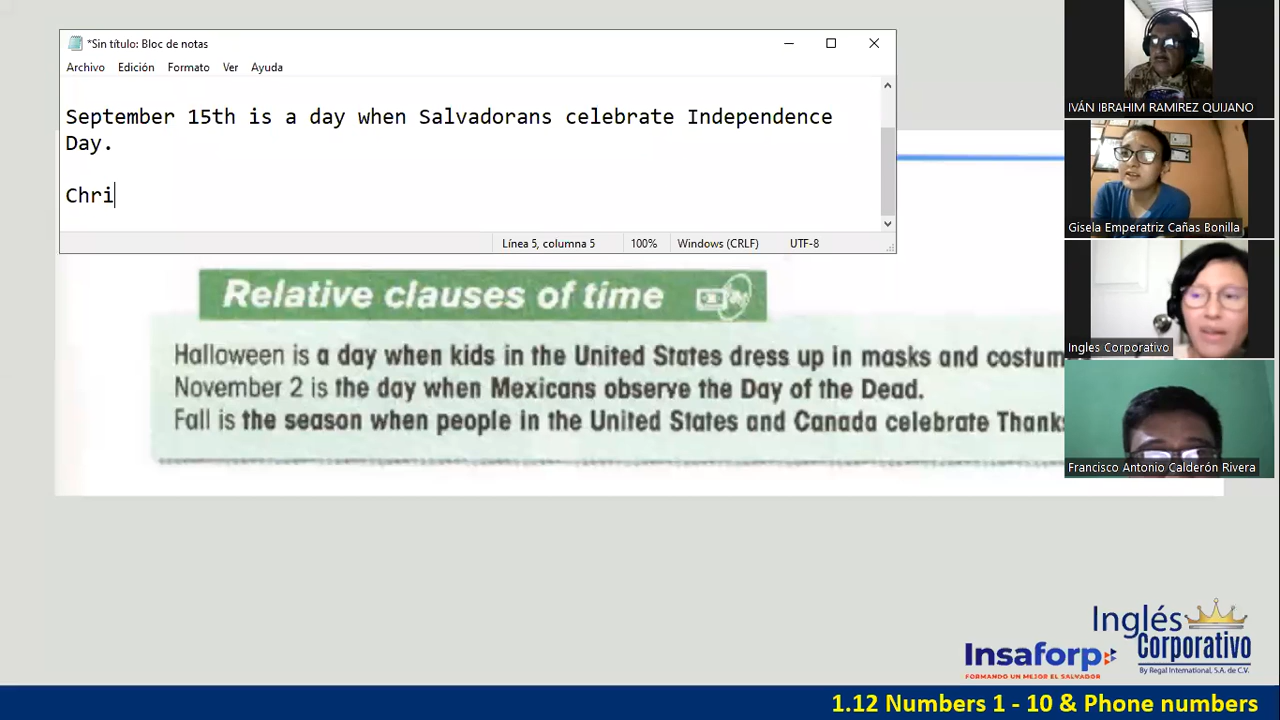 *Sin título: Bloc de notas
Archivo Edición Formato Ver Ayuda
September 15th is a day when Salvadorans celebrate Independence
Day.
Chri
Línea 5, columna 5 100% Windows (CRLF) UTF-8
Relative clauses of time
Halloween is a day when kids in the United States dress up in masks and
November 2 is the day when Mexicans observe the Day of the Dead.
Fall is the season when people in the United States and Canada celebrate
IVÁN IBRAHIM RAMIREZ QUIJANO
Gisela Emperatriz Cañas Bonilla
Ingles Corporativo
Francisco Antonio Calderón Rivera
Inglés
Corporativo
By Regal International, S.A. de C.V.
Insaforp
FORMANDO UN MEJOR EL SALVADOR
1.12 Numbers 1 - 10 & Phone numbers